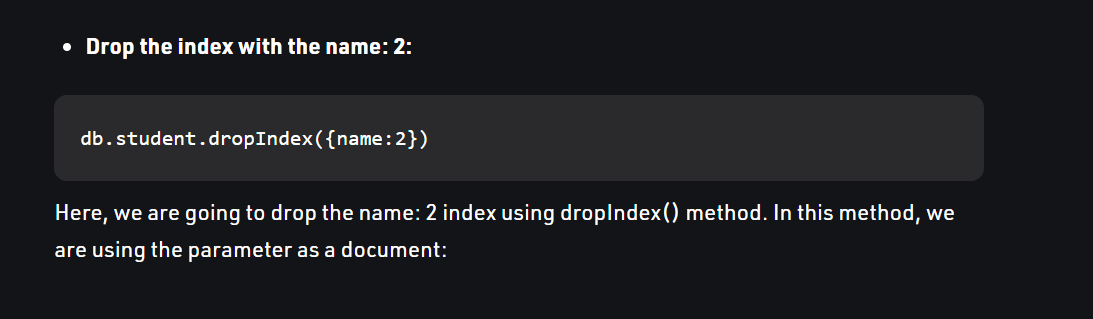 • Drop the index with the name: 2:
db.student.dropIndex({name:2})
Here, we are going to drop the name: 2 index using dropIndex() method. In this method, we
are using the parameter as a document: